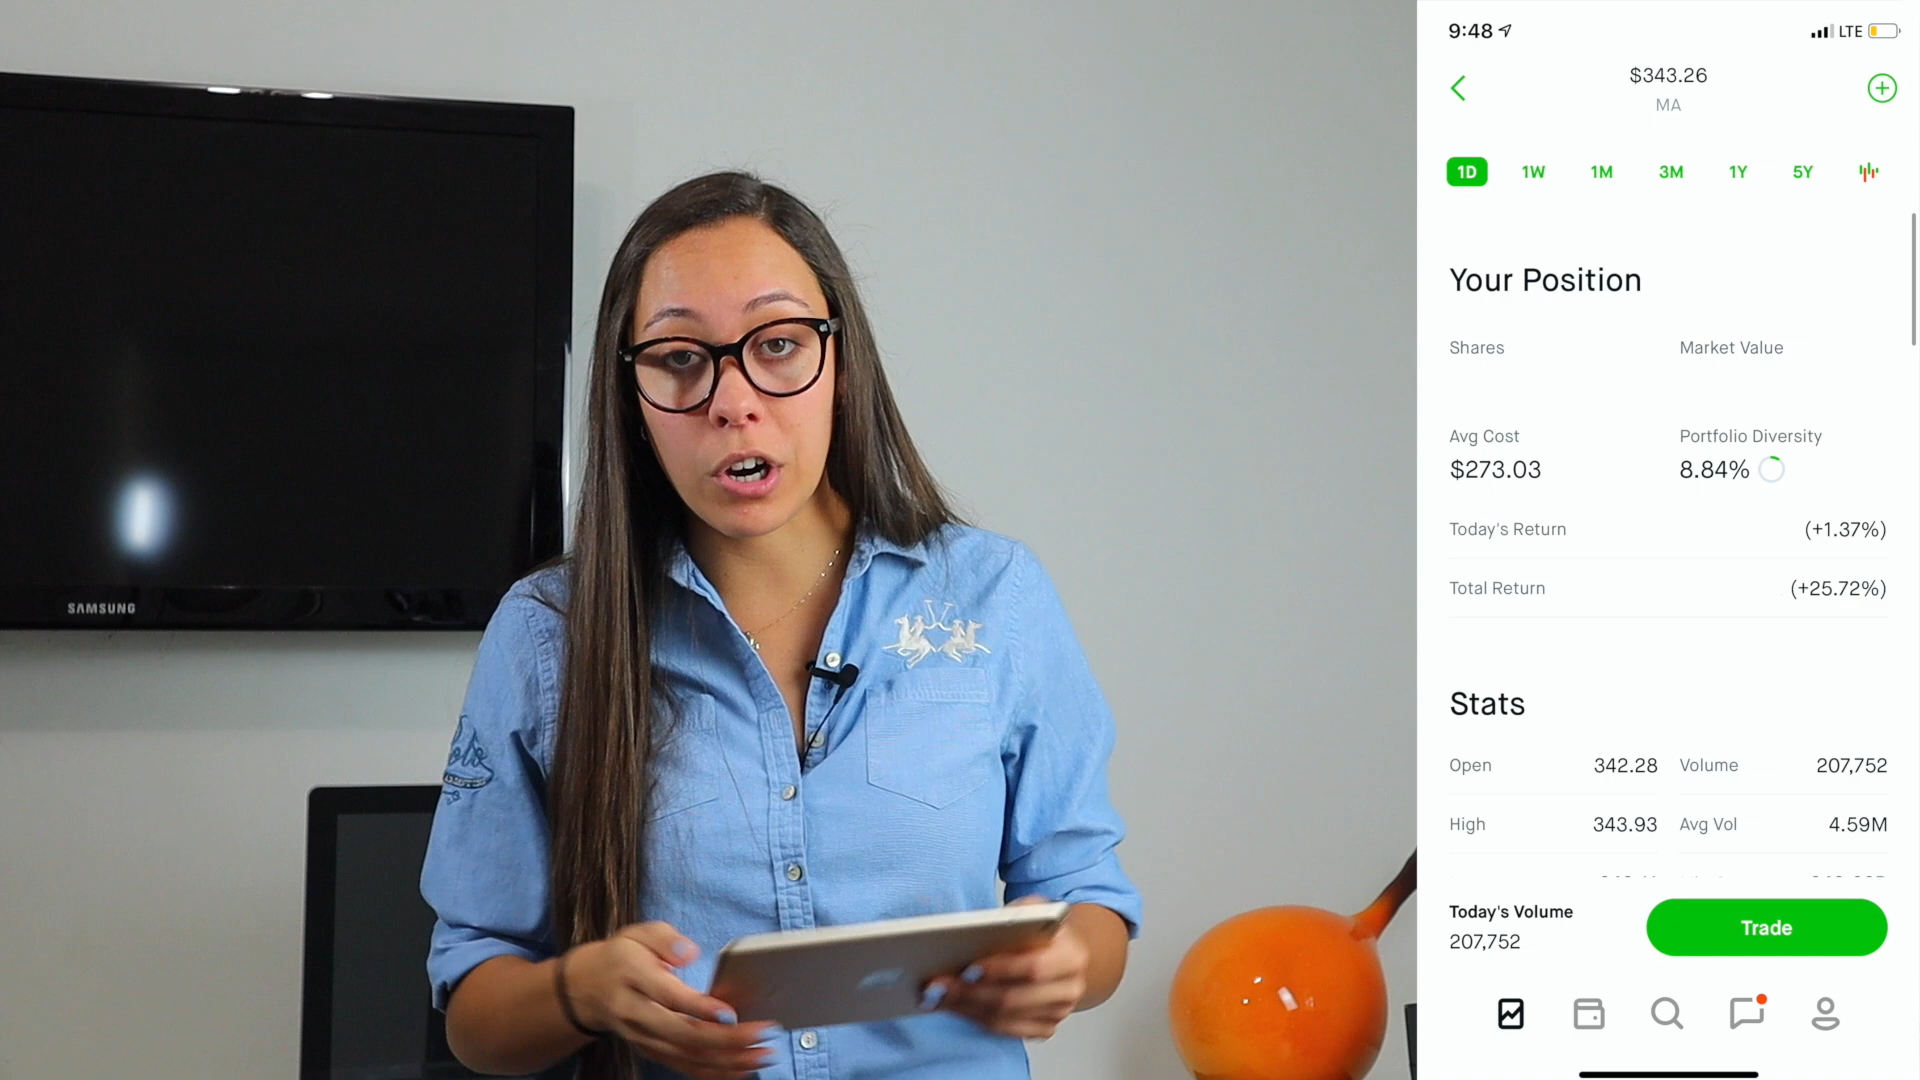 SAMSUNG
9:48
LTE
$343.26
MA
1D 1W 1M 3M 1Y 5Y
Your Position
Shares Market Value
Avg Cost Portfolio Diversity
$273.03 8.84%
Today's Return (+1.37%)
Total Return (+25.72%)
Stats
Open 342.28 Volume 207,752
High 343.93 Avg Vol 4.59M
Today's Volume
207,752
Trade